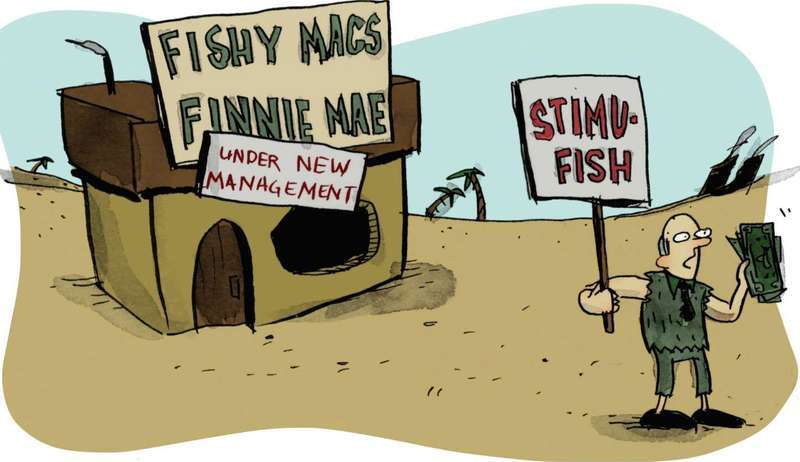 FISHY MACS
FINNIE MAE
UNDER NEW
MANAGEMENT
STIMU-
FISH